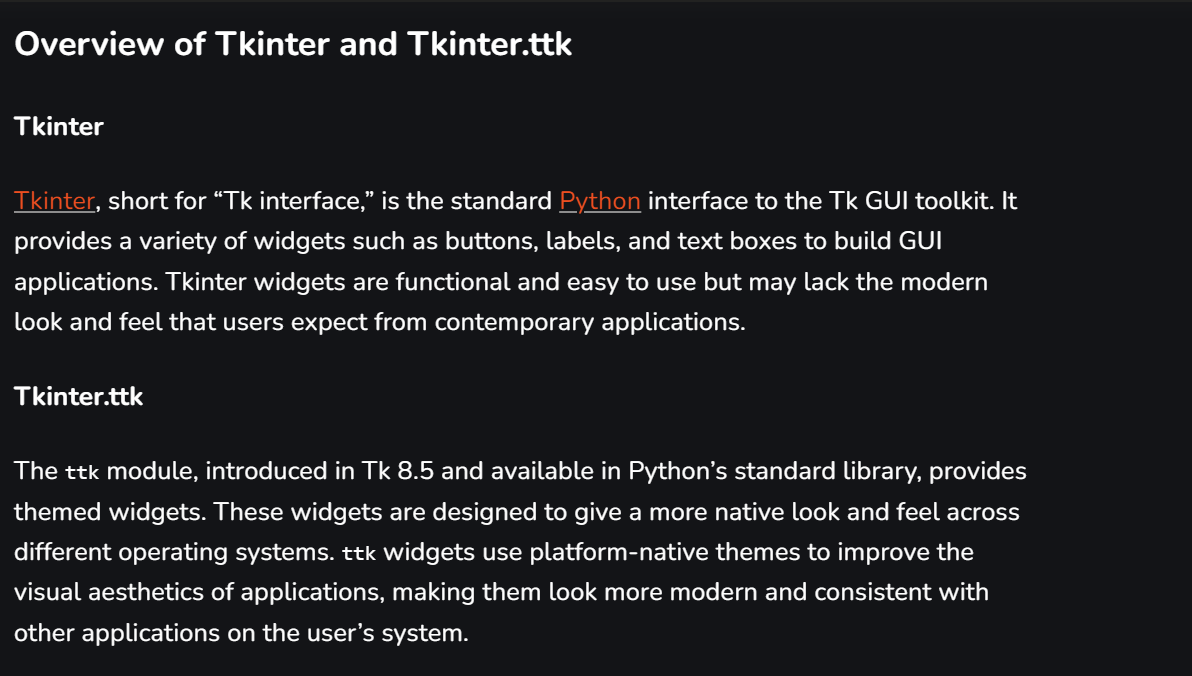 Overview of Tkinter and Tkinter.ttk
Tkinter
Tkinter, short for “Tk interface,” is the standard Python interface to the Tk GUI toolkit. It
provides a variety of widgets such as buttons, labels, and text boxes to build GUI
applications. Tkinter widgets are functional and easy to use but may lack the modern
look and feel that users expect from contemporary applications.
Tkinter.ttk
The ttk module, introduced in Tk 8.5 and available in Python’s standard library, provides
themed widgets. These widgets are designed to give a more native look and feel across
different operating systems. ttk widgets use platform-native themes to improve the
visual aesthetics of applications, making them look more modern and consistent with
other applications on the user’s system.